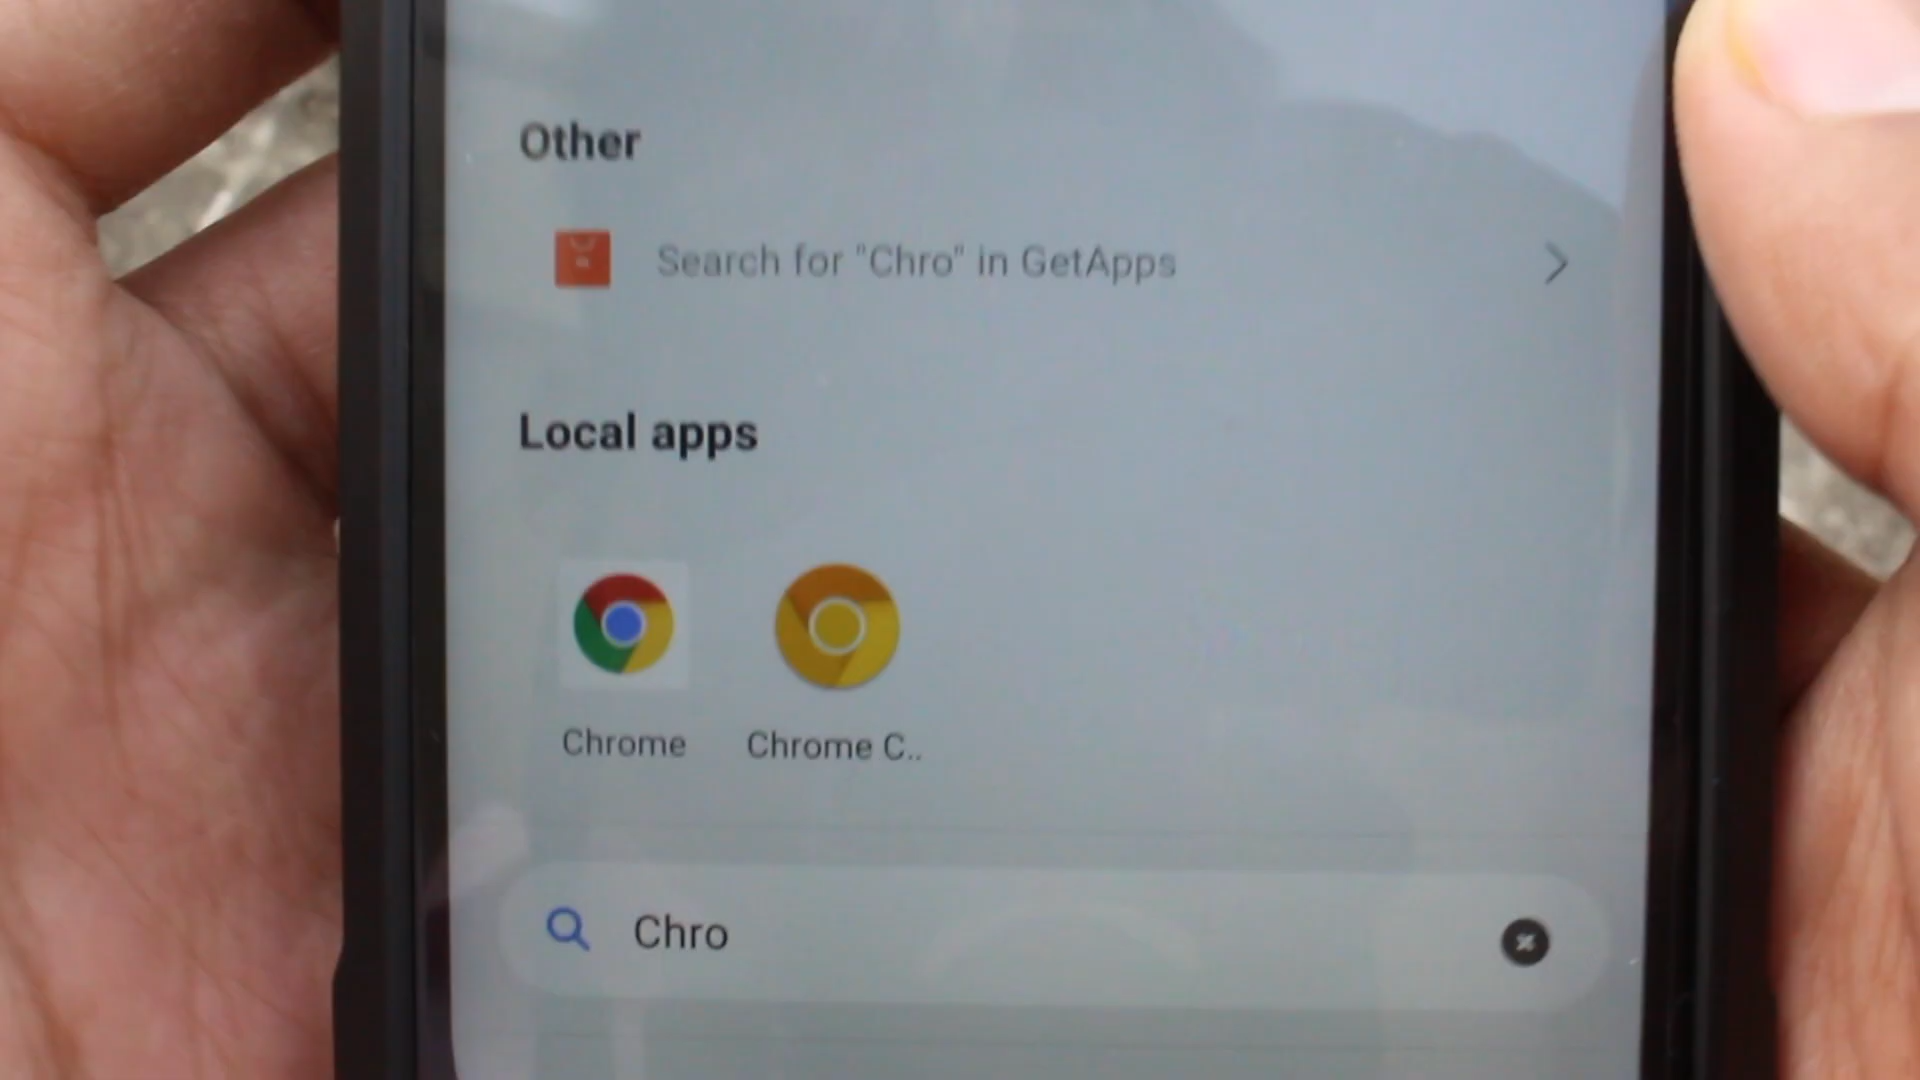 Other
Search for "Chro" in GetApps
Local apps
Chrome
Chrome C..
Chro